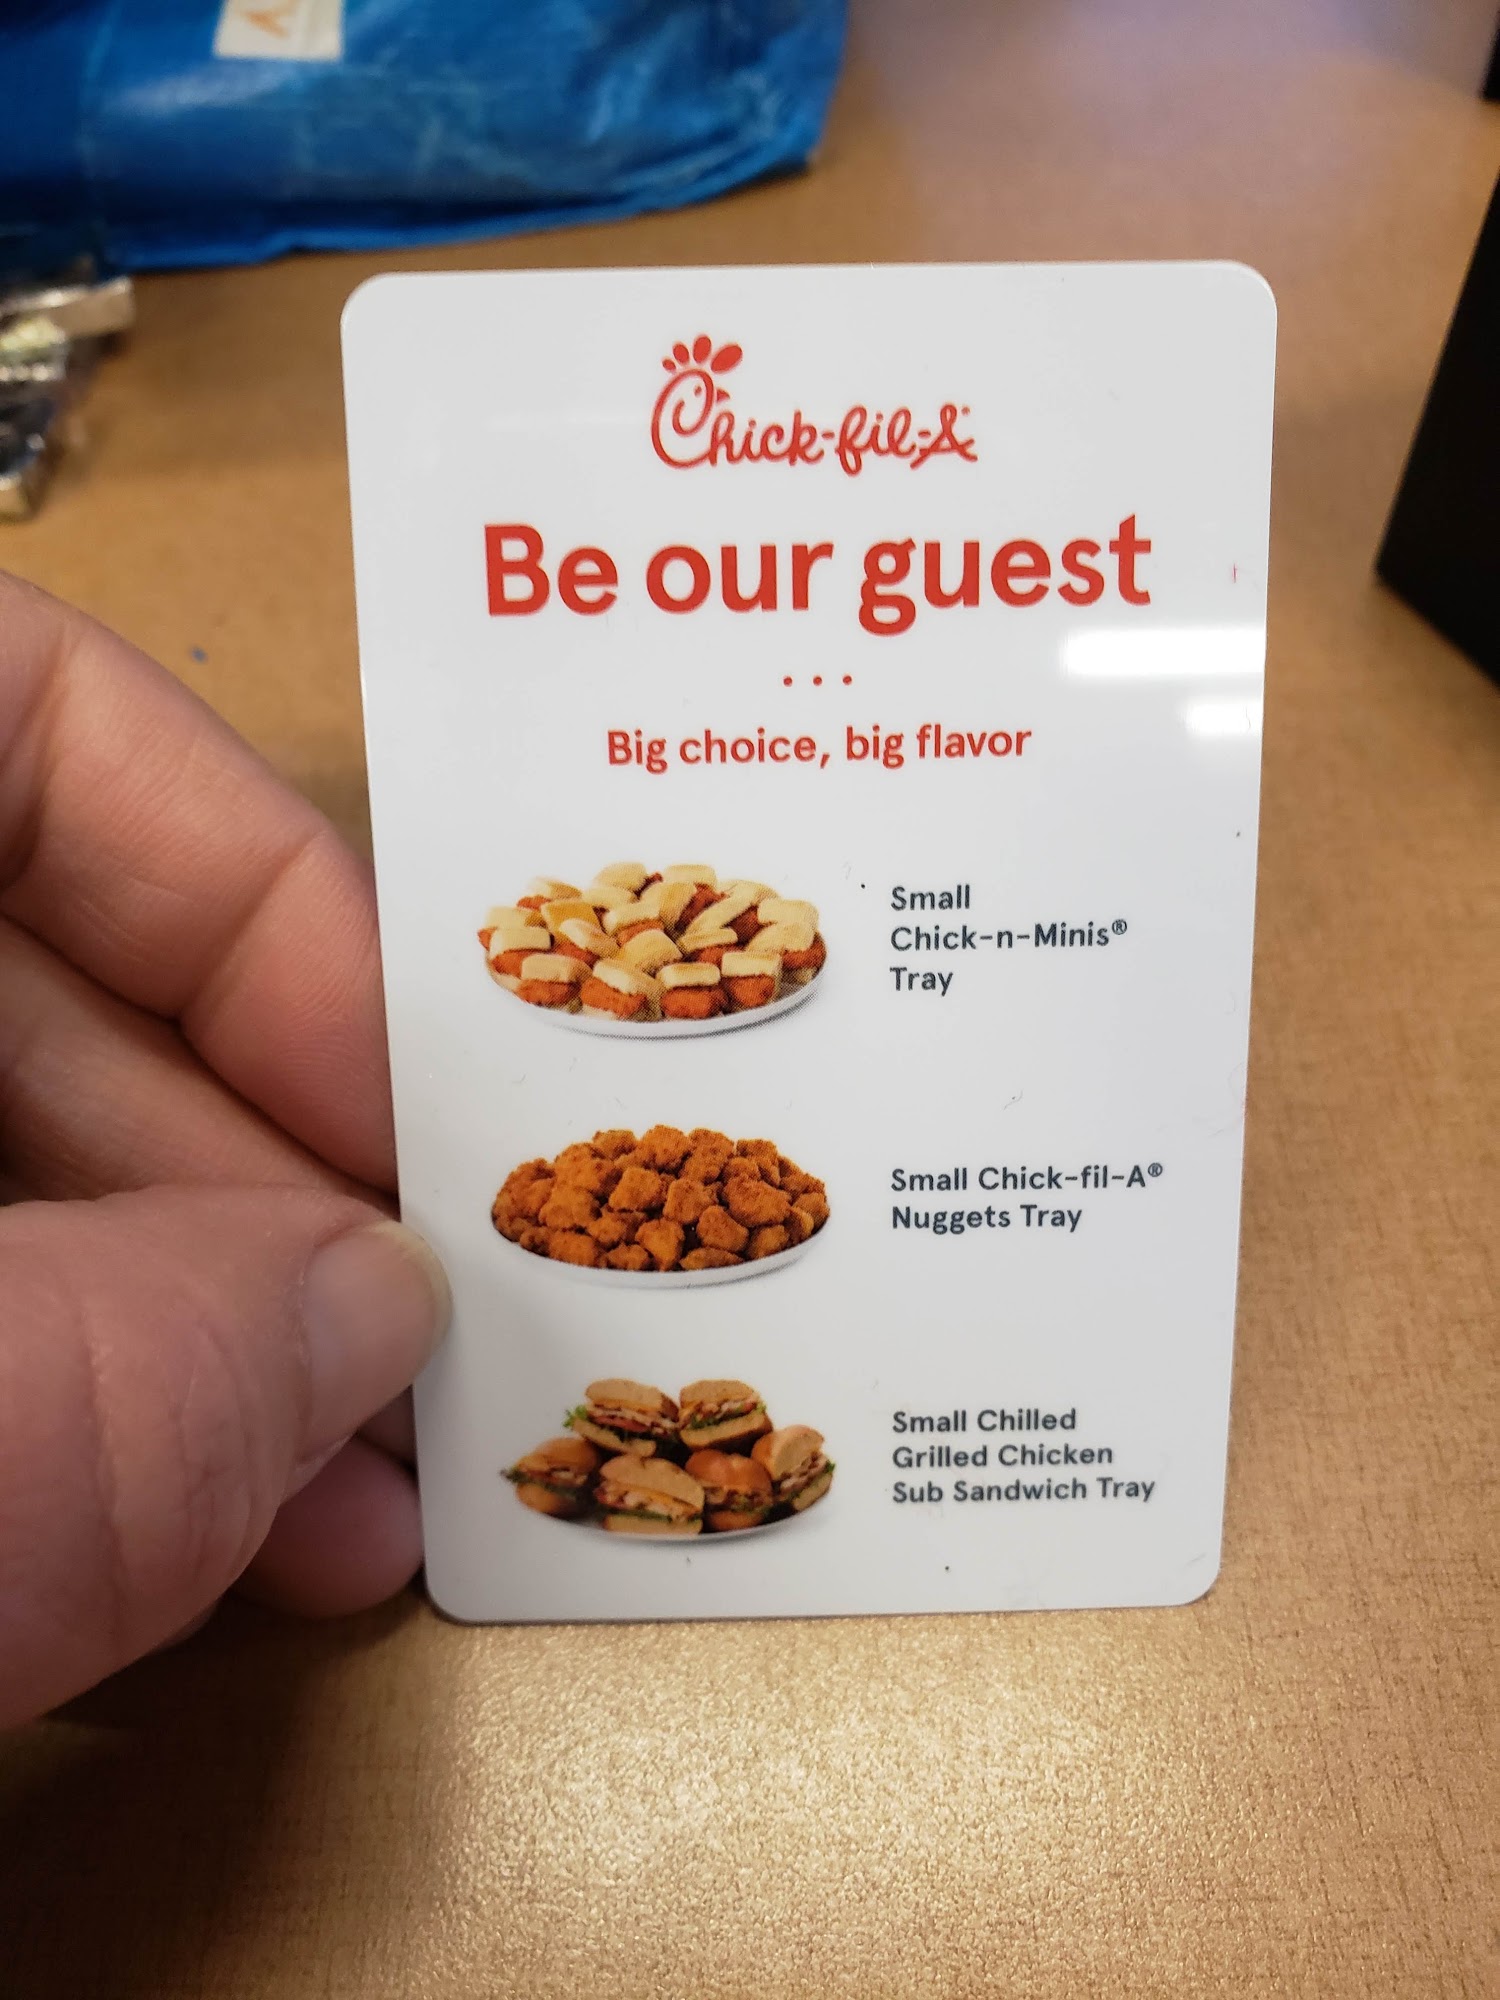 Chick-fil-A
Be our guest
...
Big choice, big flavor
Small
Chick-n-Minis®
Tray
Small Chick-fil-A®
Nuggets Tray
Small Chilled
Grilled Chicken
Sub Sandwich Tray